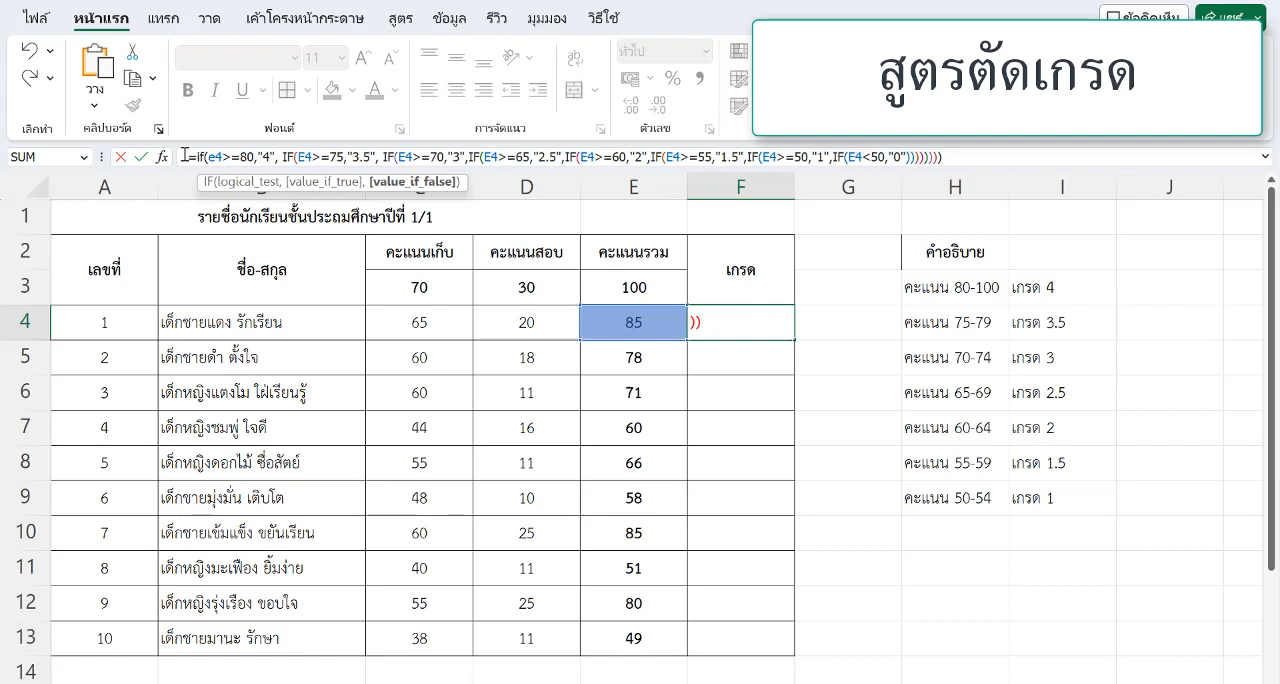 ไฟล์ หน้าแรก แทรก วาด เค้าโครงหน้ากระดาษ สูตร ข้อมูล รีวิว มุมมอง วิธีใช้ ข้อคิดเห็น แชร์
สูตรตัดเกรด
11 A A ab ทั่วไป
วาง B I U A % 9
.00 .00
เลิกทำ คลิปบอร์ด ฟอนต์ การจัดแนว ตัวเลข
SUM fx =if(e4>=80,"4", IF(E4>=75,"3.5", IF(E4>=70,"3",IF(E4>=65,"2.5",IF(E4>=60,"2",IF(E4>=55,"1.5",IF(E4>=50,"1",IF(E4<50,"0"))))))))
IF(logical_test, [value_if_true], [value_if_false])
A D E F G H I J
1 รายชื่อนักเรียนชั้นประถมศึกษาปีที่ 1/1
2 เลขที่ ชื่อ-สกุล คะแนนเก็บ คะแนนสอบ คะแนนรวม เกรด คำอธิบาย
3 70 30 100 คะแนน 80-100 เกรด 4
4 1 เด็กชายแดง รักเรียน 65 20 85 )) คะแนน 75-79 เกรด 3.5
5 2 เด็กชายดำ ตั้งใจ 60 18 78 คะแนน 70-74 เกรด 3
6 3 เด็กหญิงแตงโม ใฝ่เรียนรู้ 60 11 71 คะแนน 65-69 เกรด 2.5
7 4 เด็กหญิงชมพู่ ใจดี 44 16 60 คะแนน 60-64 เกรด 2
8 5 เด็กหญิงดอกไม้ ซื่อสัตย์ 55 11 66 คะแนน 55-59 เกรด 1.5
9 6 เด็กชายมุ่งมั่น เติบโต 48 10 58 คะแนน 50-54 เกรด 1
10 7 เด็กชายเข้มแข็ง ขยันเรียน 60 25 85
11 8 เด็กหญิงมะเฟือง ยิ้มง่าย 40 11 51
12 9 เด็กหญิงรุ่งเรือง ขอบใจ 55 25 80
13 10 เด็กชายมานะ รักษา 38 11 49
14